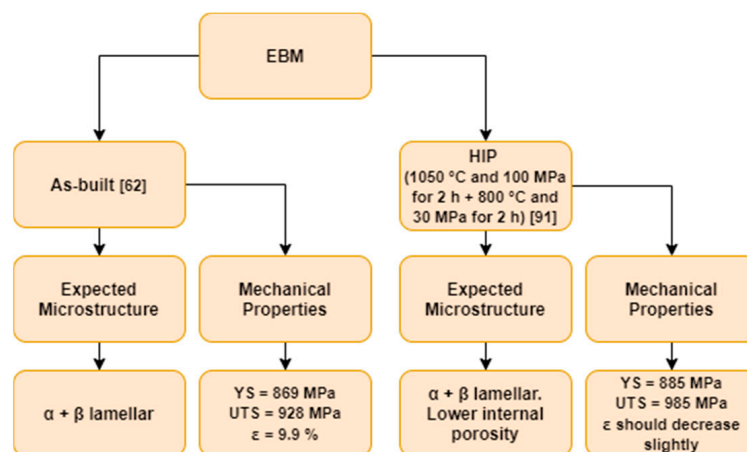 EBM
As-built [62]
HIP
(1050 °C and 100 MPa
for 2 h + 800 °C and
30 MPa for 2 h) [91]
Expected
Microstructure
Mechanical
Properties
Expected
Microstructure
Mechanical
Properties
α + β lamellar
YS = 869 MPa
UTS = 928 MPa
ε = 9.9 %
α + β lamellar.
Lower internal
porosity
YS = 885 MPa
UTS = 985 MPa
ε should decrease
slightly